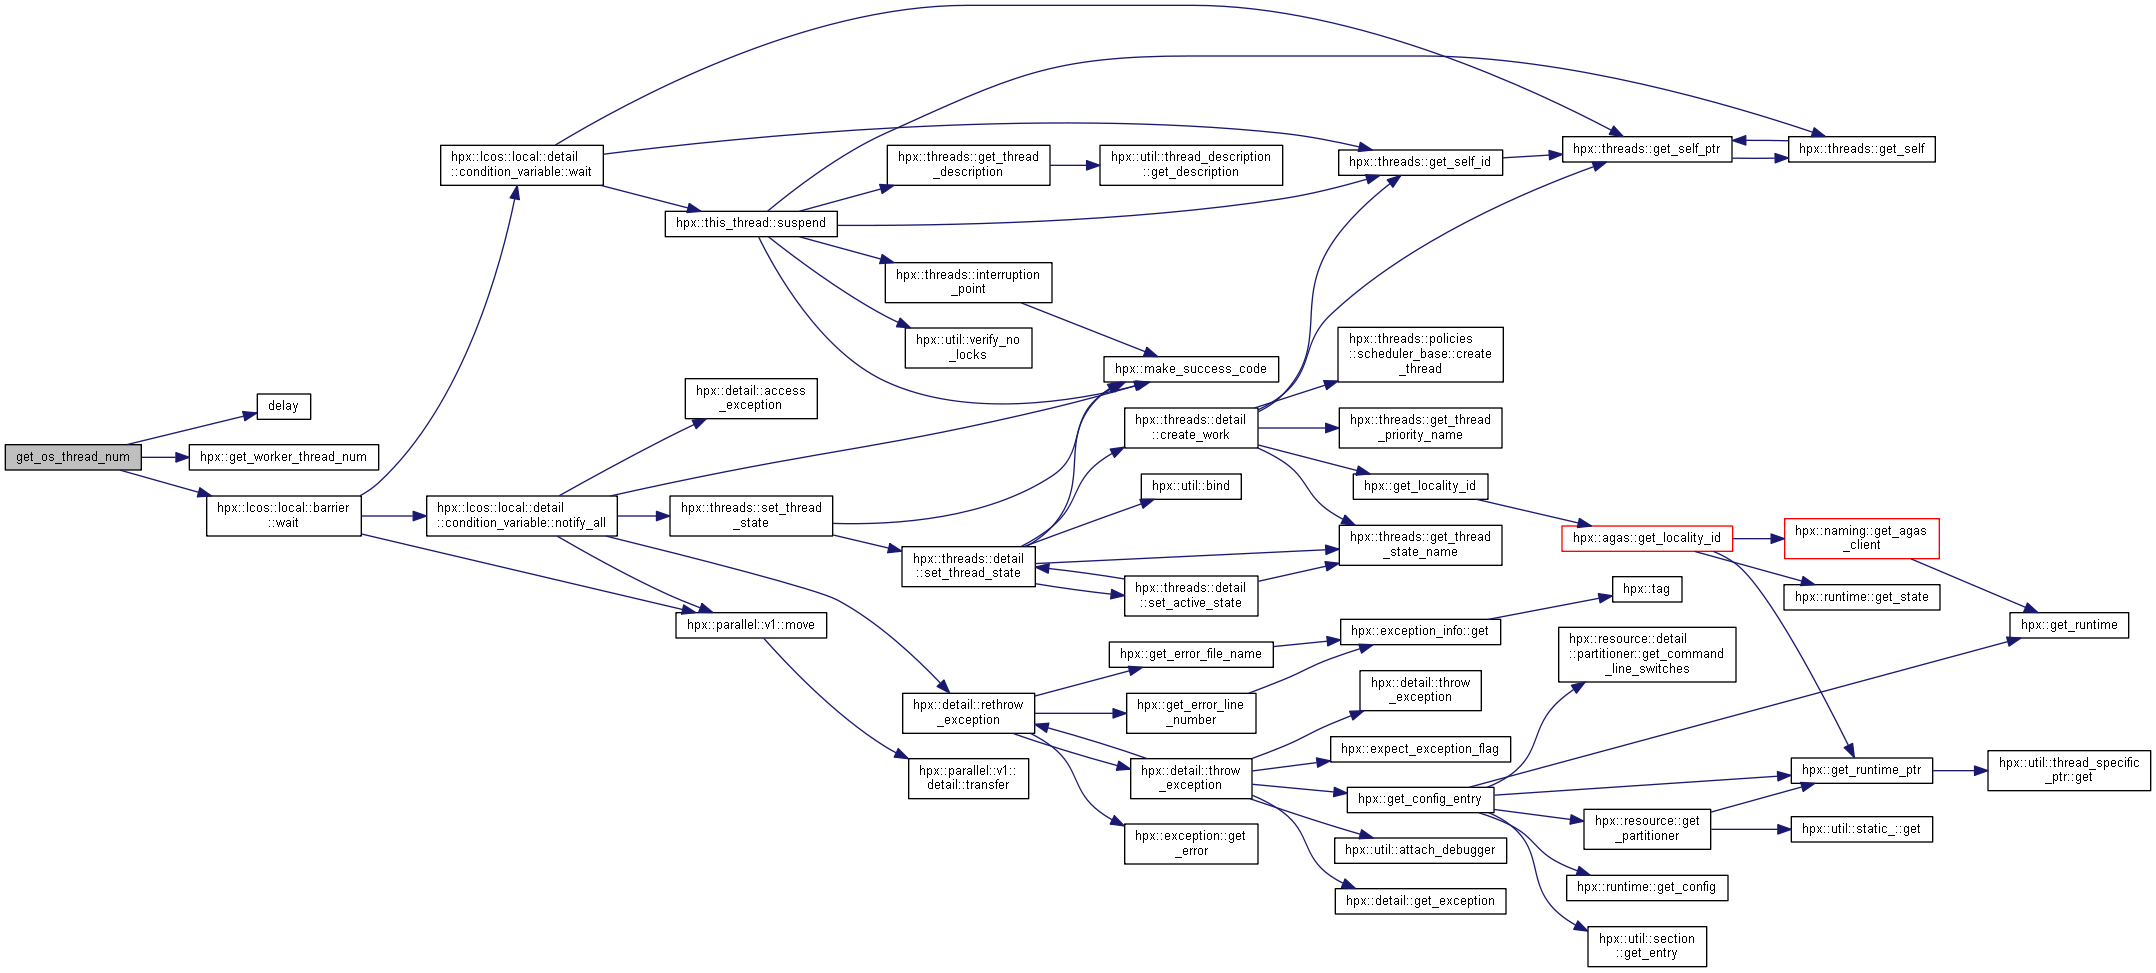 get_os_thread_num
delay
hpx::get_worker_thread_num
hpx::lcos::local::barrier
::wait
hpx::lcos::local::detail
::condition_variable::wait
hpx::lcos::local::detail
::condition_variable::notify_all
hpx::this_thread::suspend
hpx::detail::access
_exception
hpx::threads::set_thread
_state
hpx::parallel::v1::move
hpx::threads::get_thread
_description
hpx::threads::interruption
_point
hpx::util::verify_no
_locks
hpx::threads::detail
::set_thread_state
hpx::detail::rethrow
_exception
hpx::parallel::v1::
detail::transfer
hpx::util::thread_description
::get_description
hpx::make_success_code
hpx::threads::detail
::create_work
hpx::util::bind
hpx::threads::detail
::set_active_state
hpx::get_error_file_name
hpx::get_error_line
_number
hpx::detail::throw
_exception
hpx::exception::get
_error
hpx::threads::get_self_id
hpx::threads::policies
::scheduler_base::create
_thread
hpx::threads::get_thread
_priority_name
hpx::get_locality_id
hpx::threads::get_thread
_state_name
hpx::exception_info::get
hpx::detail::throw
_exception
hpx::expect_exception_flag
hpx::get_config_entry
hpx::util::attach_debugger
hpx::detail::get_exception
hpx::threads::get_self_ptr
hpx::agas::get_locality_id
hpx::tag
hpx::resource::detail
::partitioner::get_command
_line_switches
hpx::resource::get
_partitioner
hpx::runtime::get_config
hpx::util::section
::get_entry
hpx::threads::get_self
hpx::naming::get_agas
_client
hpx::runtime::get_state
hpx::get_runtime_ptr
hpx::util::static_::get
hpx::get_runtime
hpx::util::thread_specific
_ptr::get